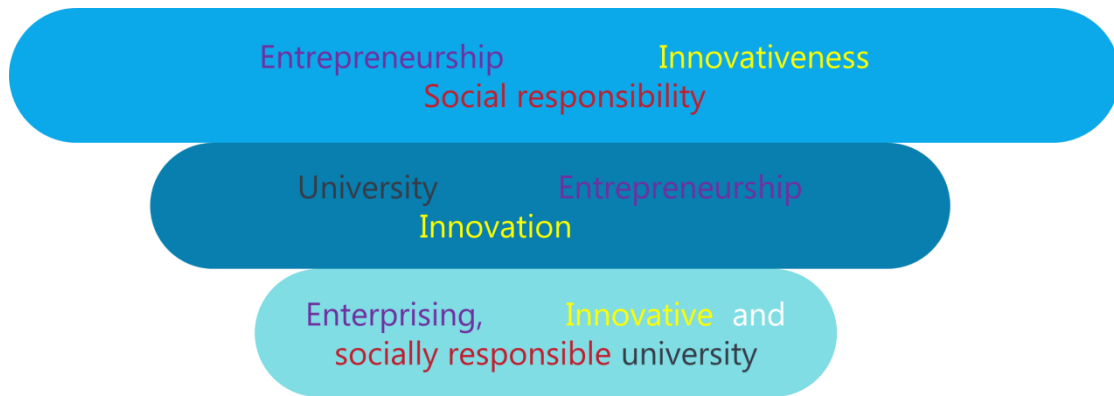 Entrepreneurship Innovativeness
Social responsibility
University Entrepreneurship
Innovation
Enterprising, Innovative and
socially responsible university